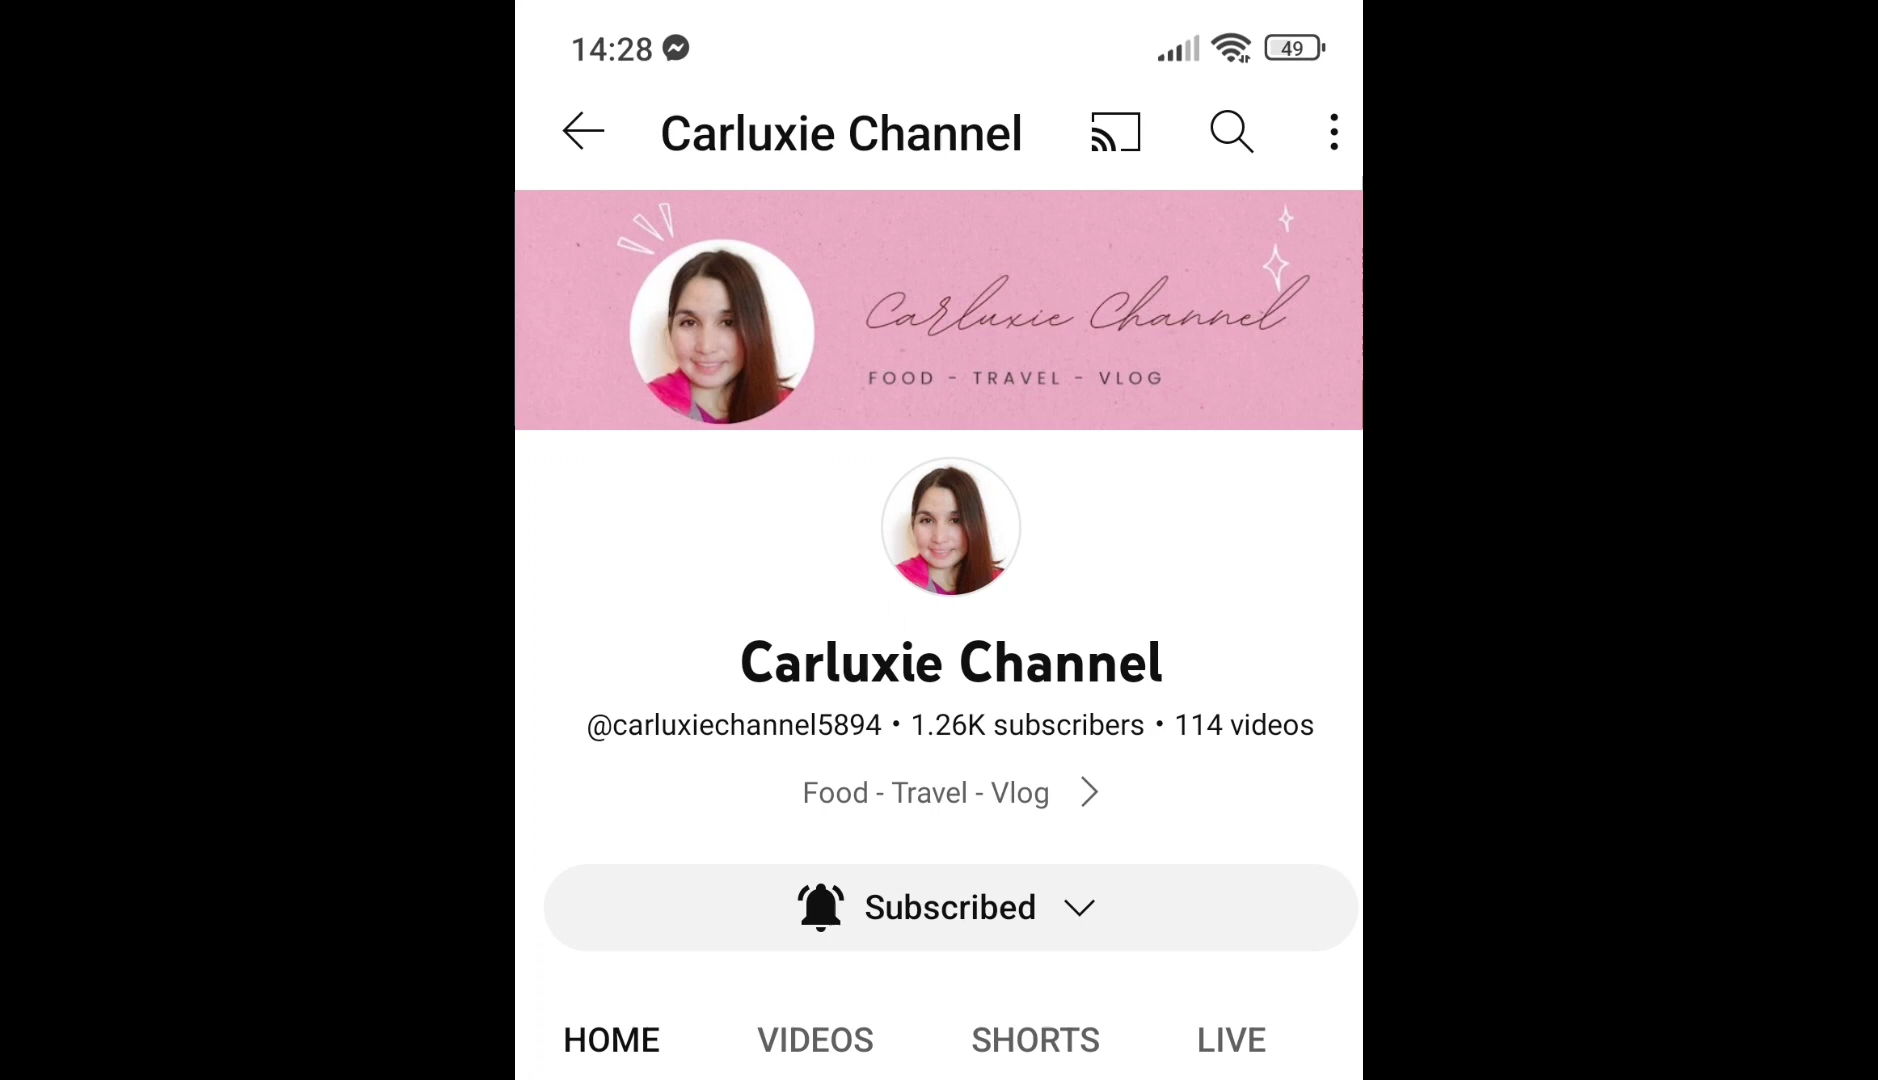 14:28
49
Carluxie Channel
Carluxie Channel
FOOD - TRAVEL - VLOG
Carluxie Channel
@carluxiechannel5894 • 1.26K subscribers • 114 videos
Food - Travel - Vlog
Subscribed
HOME VIDEOS SHORTS LIVE